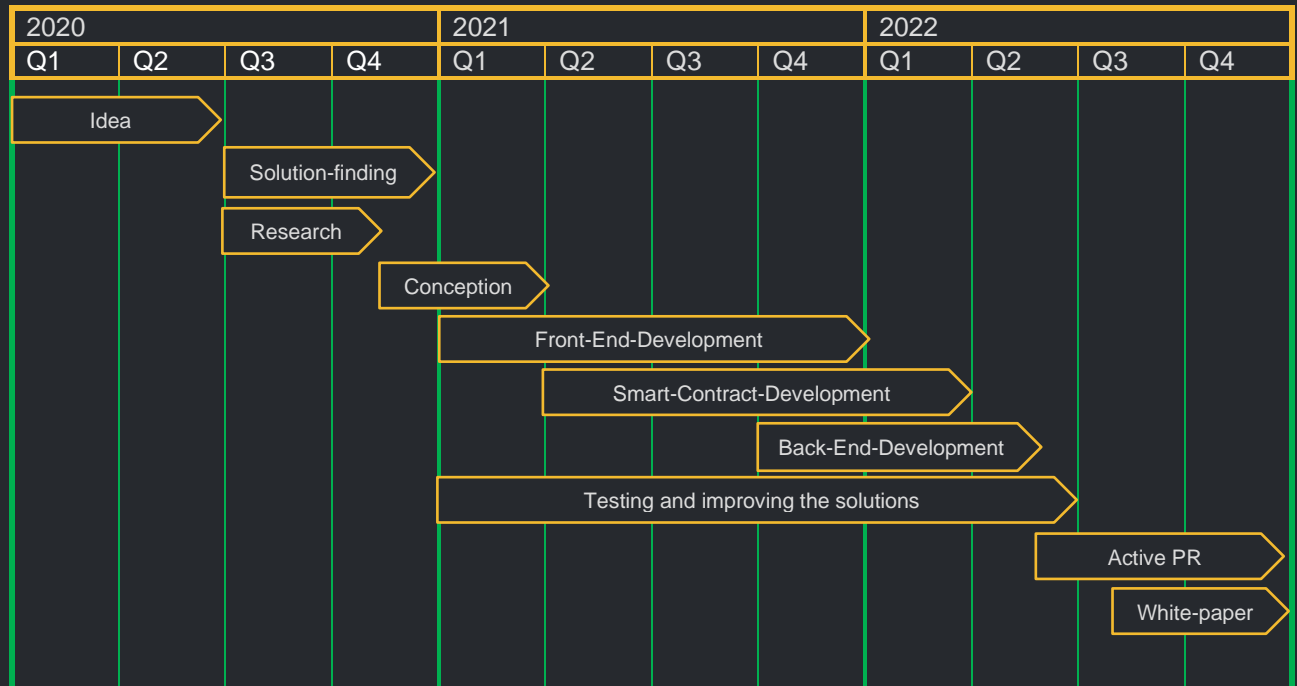 2020 2021 2022
Q1 Q2 Q3 Q4 Q1 Q2 Q3 Q4 Q1 Q2 Q3 Q4
Idea
Solution-finding
Research
Conception
Front-End-Development
Smart-Contract-Development
Back-End-Development
Testing and improving the solutions
Active PR
White-paper